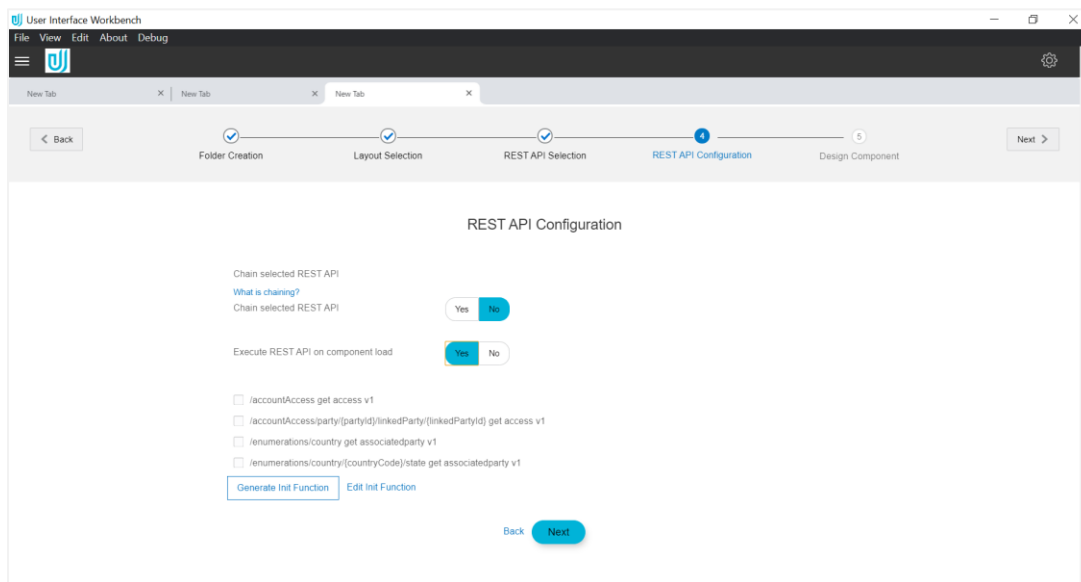 User Interface Workbench
File View Edit About Debug
New Tab New Tab New Tab
Back
Folder Creation
Layout Selection
REST API Selection
4
REST API Configuration
5
Design Component
Next
REST API Configuration
Chain selected REST API
What is chaining?
Chain selected REST API Yes No
Execute REST API on component load Yes No
/accountAccess get access v1
/accountAccess/party/{partyId}/linkedParty/{linkedPartyId} get access v1
/enumerations/country get associatedparty v1
/enumerations/country/{countryCode}/state get associatedparty v1
Generate Init Function Edit Init Function
Back Next